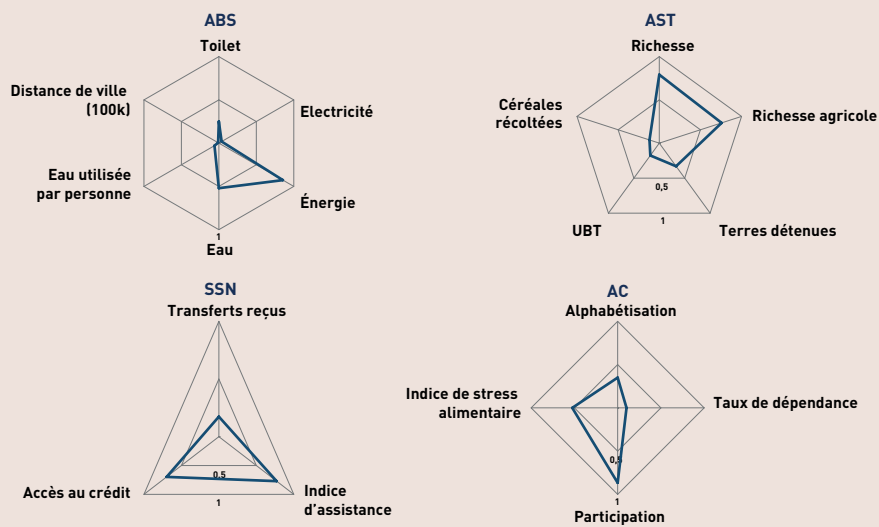 ABS
Toilet
Distance de ville
(100k)
Electricité
Eau utilisée
par personne
Énergie
1
Eau
AST
Richesse
Céréales
récoltées
Richesse agricole
0,5
UBT
1
Terres détenues
SSN
Transferts reçus
0,5
Accès au crédit
1
Indice
d'assistance
AC
Alphabétisation
Indice de stress
alimentaire
Taux de dépendance
0,5
1
Participation